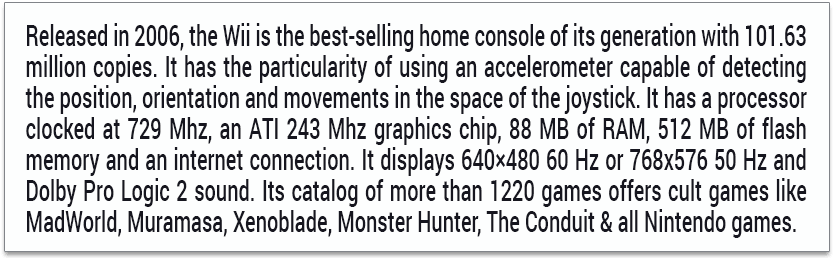 Released in 2006, the Wii is the best-selling home console of its generation with 101.63
million copies. It has the particularity of using an accelerometer capable of detecting
the position, orientation and movements in the space of the joystick. It has a processor
clocked at 729 Mhz, an ATI 243 Mhz graphics chip, 88 MB of RAM, 512 MB of flash
memory and an internet connection. It displays 640×480 60 Hz or 768x576 50 Hz and
Dolby Pro Logic 2 sound. Its catalog of more than 1220 games offers cult games like
MadWorld, Muramasa, Xenoblade, Monster Hunter, The Conduit & all Nintendo games.